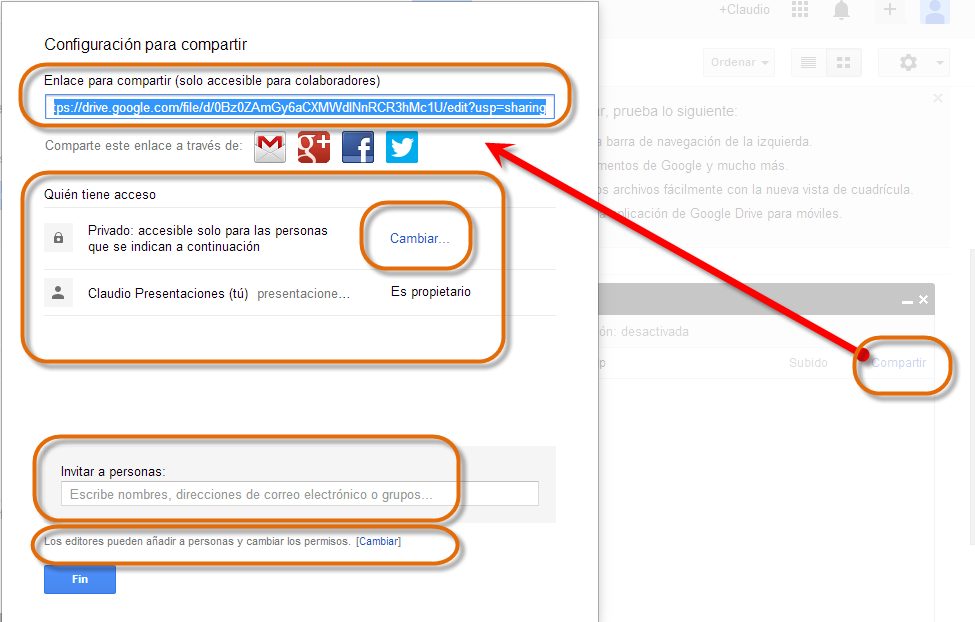 Configuración para compartir
Enlace para compartir (solo accesible para colaboradores)
tps://drive.google.com/file/d/0Bz0ZAmGy6aCXMWdlNnRCR3hMc1U/edit?usp=sharing
Comparte este enlace a través de:
Quién tiene acceso
Privado: accesible solo para las personas
que se indican a continuación
Cambiar...
Claudio Presentaciones (tú) presentacione...
Es propietario
Invitar a personas:
Escribe nombres, direcciones de correo electrónico o grupos...
Los editores pueden añadir a personas y cambiar los permisos. [Cambiar]
Fin
+Claudio
Ordenar
ar, prueba lo siguiente:
a barra de navegación de la izquierda.
mentos de Google y mucho más.
os archivos fácilmente con la nueva vista de cuadrícula.
aplicación de Google Drive para móviles.
ón: desactivada
p Subido Compartir